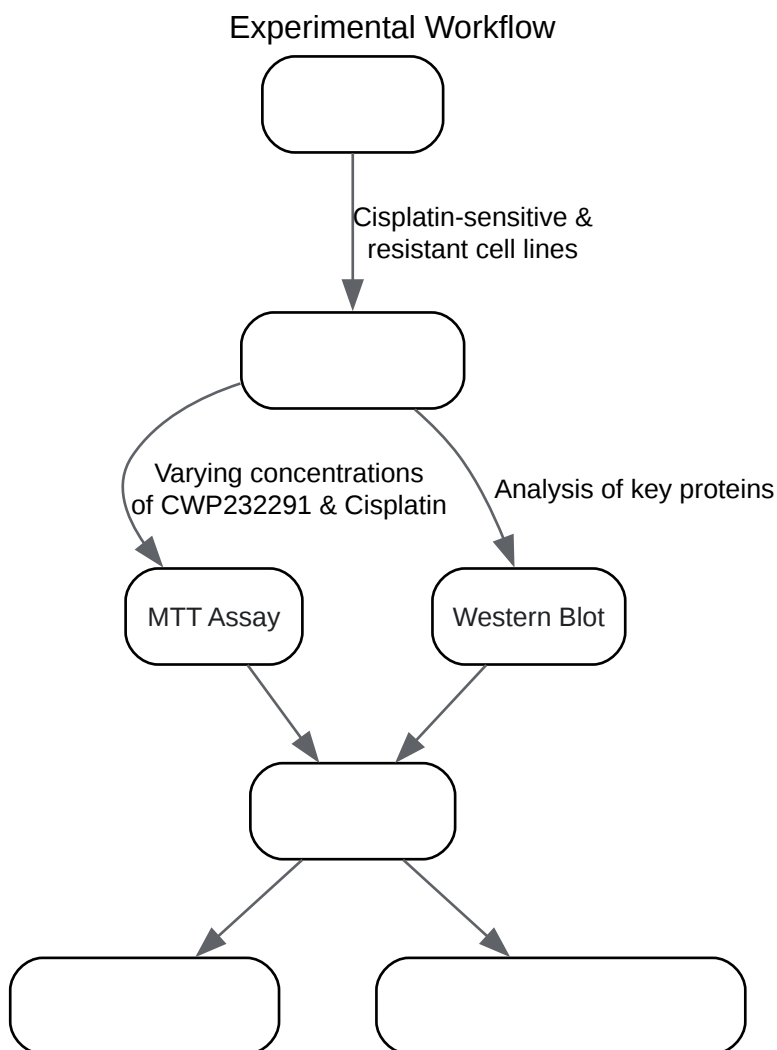 Experimental Workflow
Cisplatin-sensitive &
resistant cell lines
Varying concentrations
of CWP232291 & Cisplatin
Analysis of key proteins
MTT Assay
Western Blot